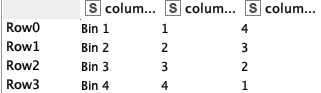 S colum... S colum... S colum...
Row0 Bin 1 1 4
Row1 Bin 2 2 3
Row2 Bin 3 3 2
Row3 Bin 4 4 1